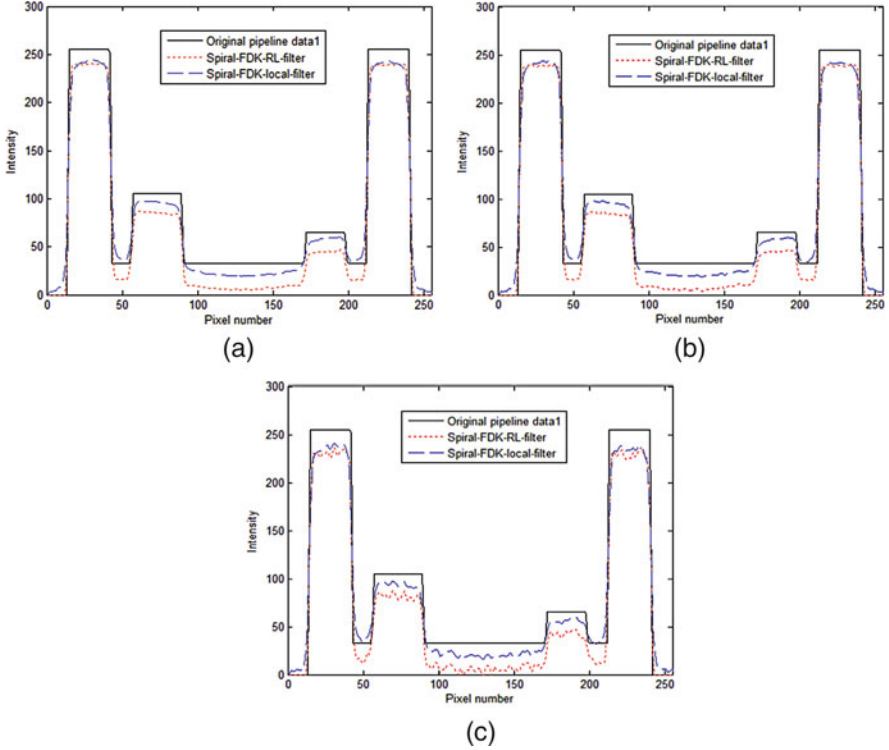 300
250
200
150
100
50
0
Intensity
Original pipeline data1
Spiral-FDK-RL-filter
Spiral-FDK-local-filter
0 50 100 150 200 250
Pixel number
(a)
300
250
200
150
100
50
0
Intensity
Original pipeline data1
Spiral-FDK-RL-filter
Spiral-FDK-local-filter
0 50 100 150 200 250
Pixel number
(b)
300
250
200
150
100
50
0
Intensity
Original pipeline data1
Spiral-FDK-RL-filter
Spiral-FDK-local-filter
0 50 100 150 200 250
Pixel number
(c)